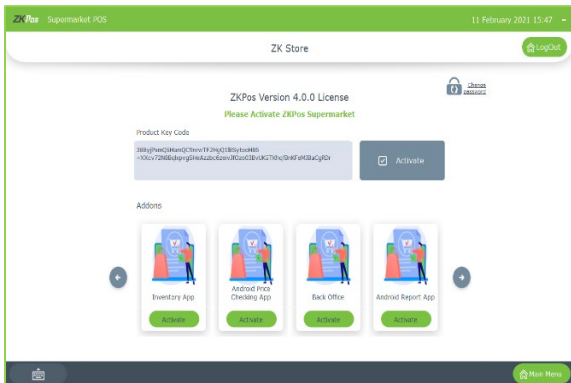 ZKPos Supermarket POS
11 February 2021 15:47
ZK Store
LogOut
Change
password
ZKPos Version 4.0.0 License
Please Activate ZKPos Supermarket
Product Key Code
Activate
Addons
Inventory App
Android Price
Checking App
Back Office
Android Report App
Activate
Activate
Activate
Activate
Main Menu